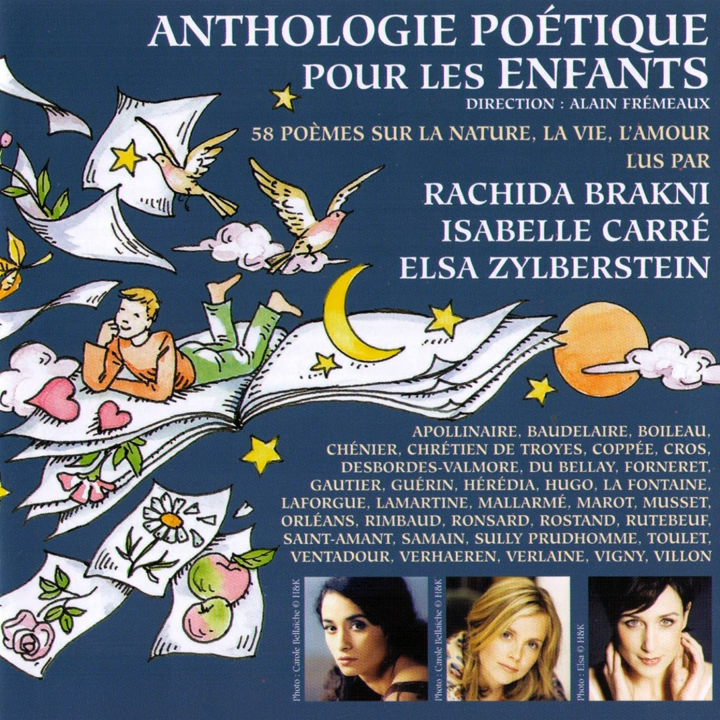 ANTHOLOGIE POÉTIQUE
POUR LES ENFANTS
DIRECTION : ALAIN FRÉMEAUX
58 POÈMES SUR LA NATURE, LA VIE, L'AMOUR
LUS PAR
RACHIDA BRAKNI
ISABELLE CARRÉ
ELSA ZYLBERSTEIN
APOLLINAIRE, BAUDELAIRE, BOILEAU,
CHÉNIER, CHRÉTIEN DE TROYES, COPPÉE, CROS,
DESBORDES-VALMORE, DU BELLAY, FORNERET,
GAUTIER, GUÉRIN, HÉRÉDIA, HUGO, LA FONTAINE,
LAFORGUE, LAMARTINE, MALLARMÉ, MAROT, MUSSET,
ORLÉANS, RIMBAUD, RONSARD, ROSTAND, RUTEBEUF,
SAINT-AMANT, SAMAIN, SULLY PRUDHOMME, TOULET,
VENTADOUR, VERHAEREN, VERLAINE, VIGNY, VILLON
Photo : Carole Bellaïche © H&K
Photo : Carole Bellaïche © H&K
Photo : Elsa © H&K